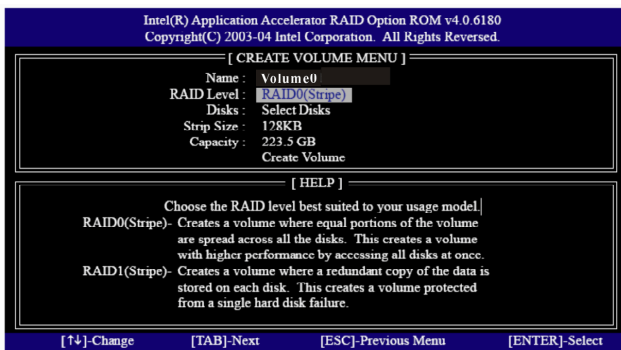 Intel(R) Application Accelerator RAID Option ROM v4.0.6180
Copyright(C) 2003-04 Intel Corporation. All Rights Reversed.
[ CREATE VOLUME MENU ]
Name : Volume0
RAID Level : RAID0(Stripe)
Disks : Select Disks
Strip Size : 128KB
Capacity : 223.5 GB
Create Volume
[ HELP ]
Choose the RAID level best suited to your usage model.
RAID0(Stripe)- Creates a volume where equal portions of the volume
are spread across all the disks. This creates a volume
with higher performance by accessing all disks at once.
RAID1(Stripe)- Creates a volume where a redundant copy of the data is
stored on each disk. This creates a volume protected
from a single hard disk failure.
[↑↓]-Change [TAB]-Next [ESC]-Previous Menu [ENTER]-Select